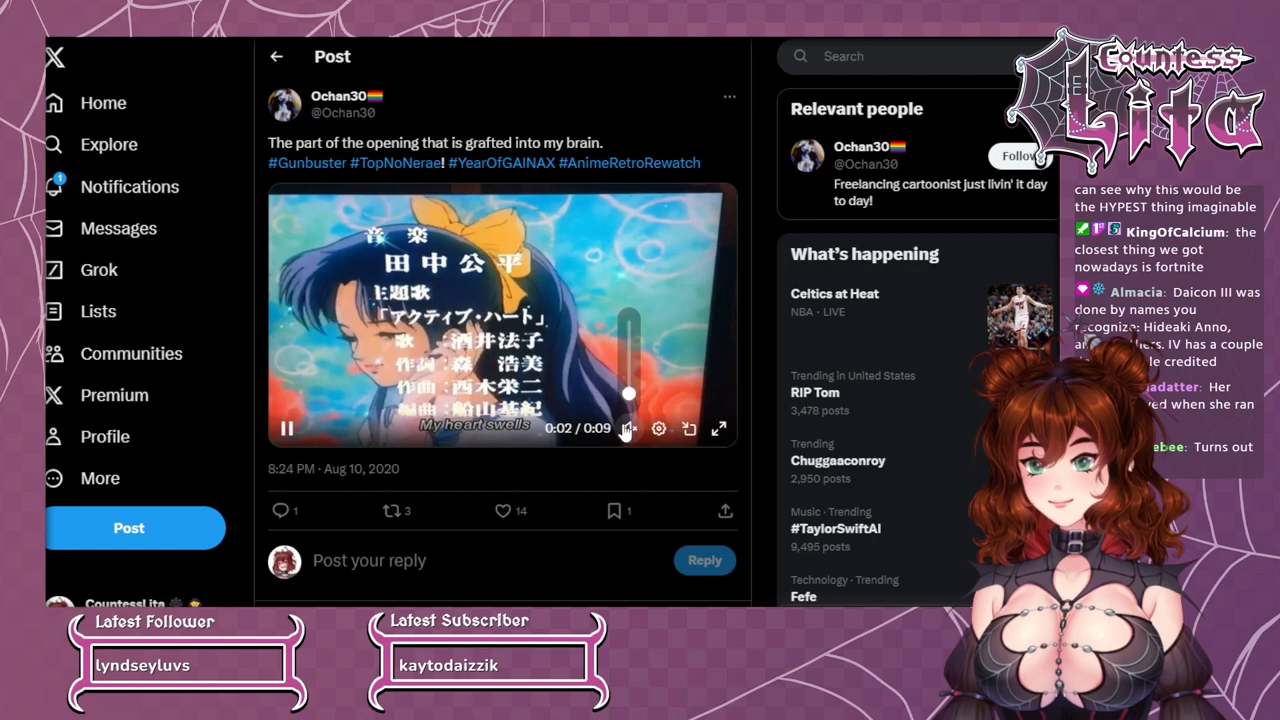 Home
Explore
1
Notifications
Messages
Grok
Lists
Communities
Premium
Profile
More
Post
CountessLita
Post
Ochan30
@Ochan30
The part of the opening that is grafted into my brain.
#Gunbuster #TopNoNerae! #YearOfGAINAX #AnimeRetroRewatch
音楽
田中公平
主題歌
「アクティブ・ハート」
歌 :酒井法子
作詞:森 浩美
作曲:西木栄二
編曲:船山基紀
My heart swells
0:02 / 0:09
8:24 PM · Aug 10, 2020
1
3
14
1
Post your reply
Reply
Search
Relevant people
Ochan30
@Ochan30
Follow
Freelancing cartoonist just livin' it day
to day!
What's happening
Celtics at Heat
NBA · LIVE
Trending in United States
RIP Tom
3,478 posts
Trending
Chuggaaconroy
2,950 posts
Music · Trending
#TaylorSwiftAI
9,495 posts
Technology · Trending
Fefe
Countess
Lita
can see why this would be
the HYPEST thing imaginable
KingOfCalcium: the
closest thing we got
nowadays is fortnite
Almacia: Daicon III was
done by names you
recognize: Hideaki Anno,
IV has a couple
credited
Her
when she ran
Turns out
Latest Follower
lyndseyluvs
Latest Subscriber
kaytodaizzik